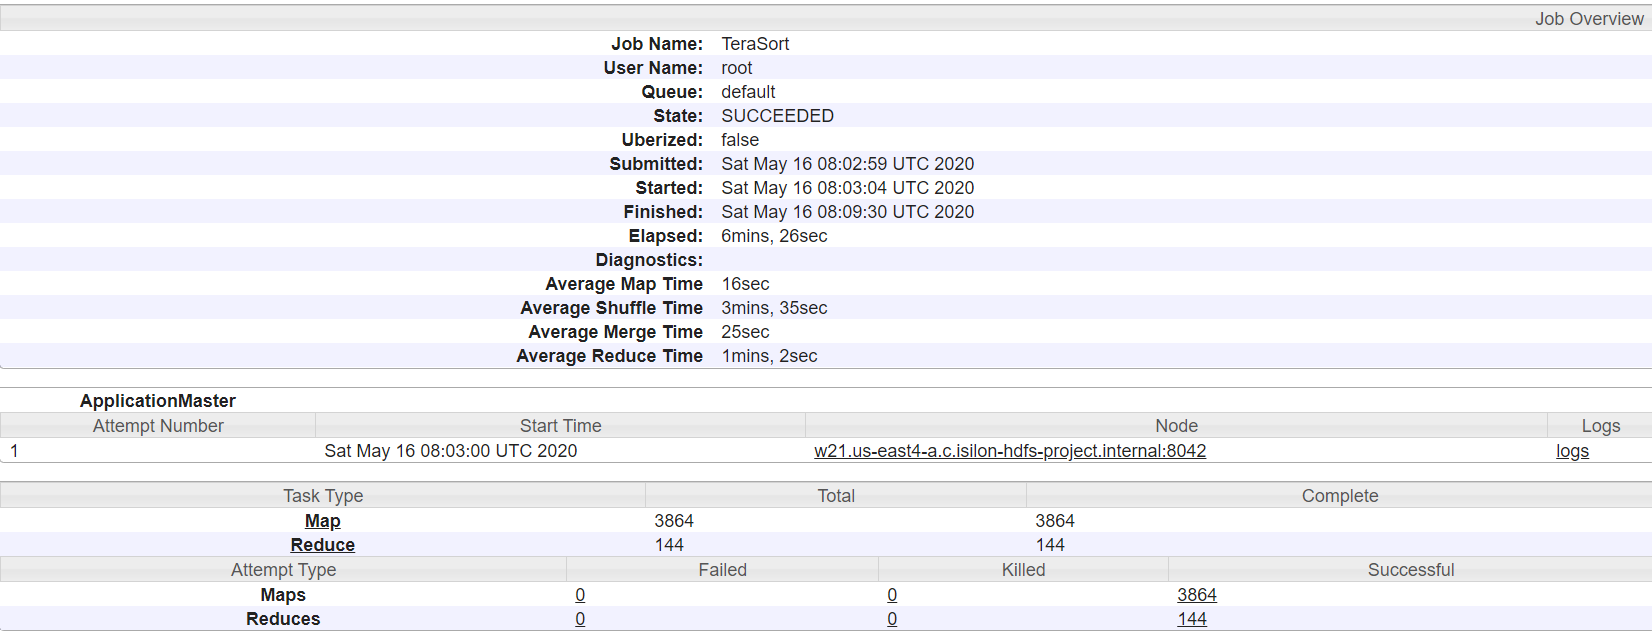 Job Overview
Job Name: TeraSort
User Name: root
Queue: default
State: SUCCEEDED
Uberized: false
Submitted: Sat May 16 08:02:59 UTC 2020
Started: Sat May 16 08:03:04 UTC 2020
Finished: Sat May 16 08:09:30 UTC 2020
Elapsed: 6mins, 26sec
Diagnostics:
Average Map Time 16sec
Average Shuffle Time 3mins, 35sec
Average Merge Time 25sec
Average Reduce Time 1mins, 2sec
ApplicationMaster
Attempt Number Start Time Node Logs
1 Sat May 16 08:03:00 UTC 2020 w21.us-east4-a.c.isilon-hdfs-project.internal:8042 logs
Task Type Total Complete
Map 3864 3864
Reduce 144 144
Attempt Type Failed Killed Successful
Maps 0 0 3864
Reduces 0 0 144